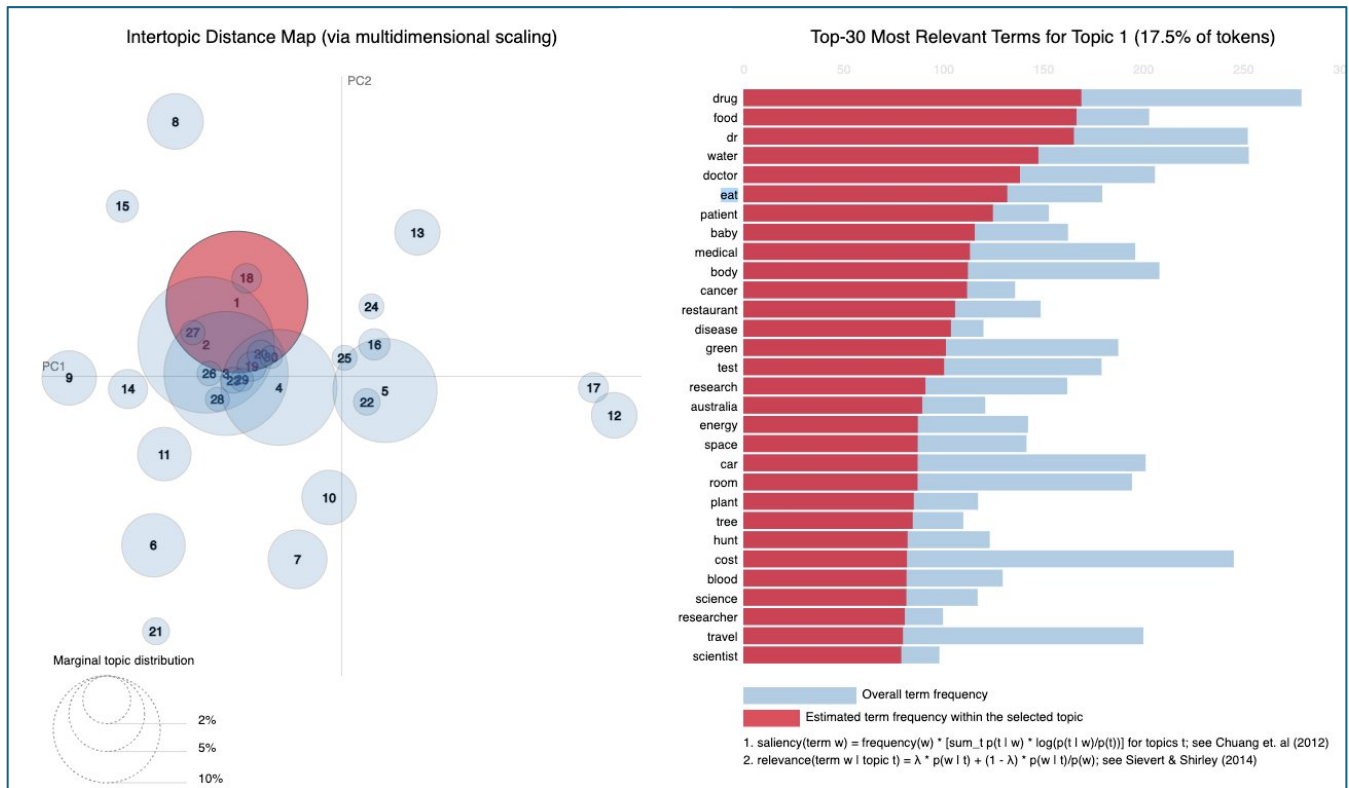 Intertopic Distance Map (via multidimensional scaling)
PC2
PC1
8
15
13
18
1
24
27
2
16
20
30
25
19
9
26
3
23
29
14
4
5
17
28
22
12
11
10
6
7
21
Marginal topic distribution
2%
5%
10%
Top-30 Most Relevant Terms for Topic 1 (17.5% of tokens)
0 50 100 150 200 250 30
drug
food
dr
water
doctor
eat
patient
baby
medical
body
cancer
restaurant
disease
green
test
research
australia
energy
space
car
room
plant
tree
hunt
cost
blood
science
researcher
travel
scientist
Overall term frequency
Estimated term frequency within the selected topic
1. saliency(term w) = frequency(w) * [sum_t p(t | w) * log(p(t | w)/p(t))] for topics t; see Chuang et. al (2012)
2. relevance(term w | topic t) = λ * p(w | t) + (1 - λ) * p(w | t)/p(w); see Sievert & Shirley (2014)